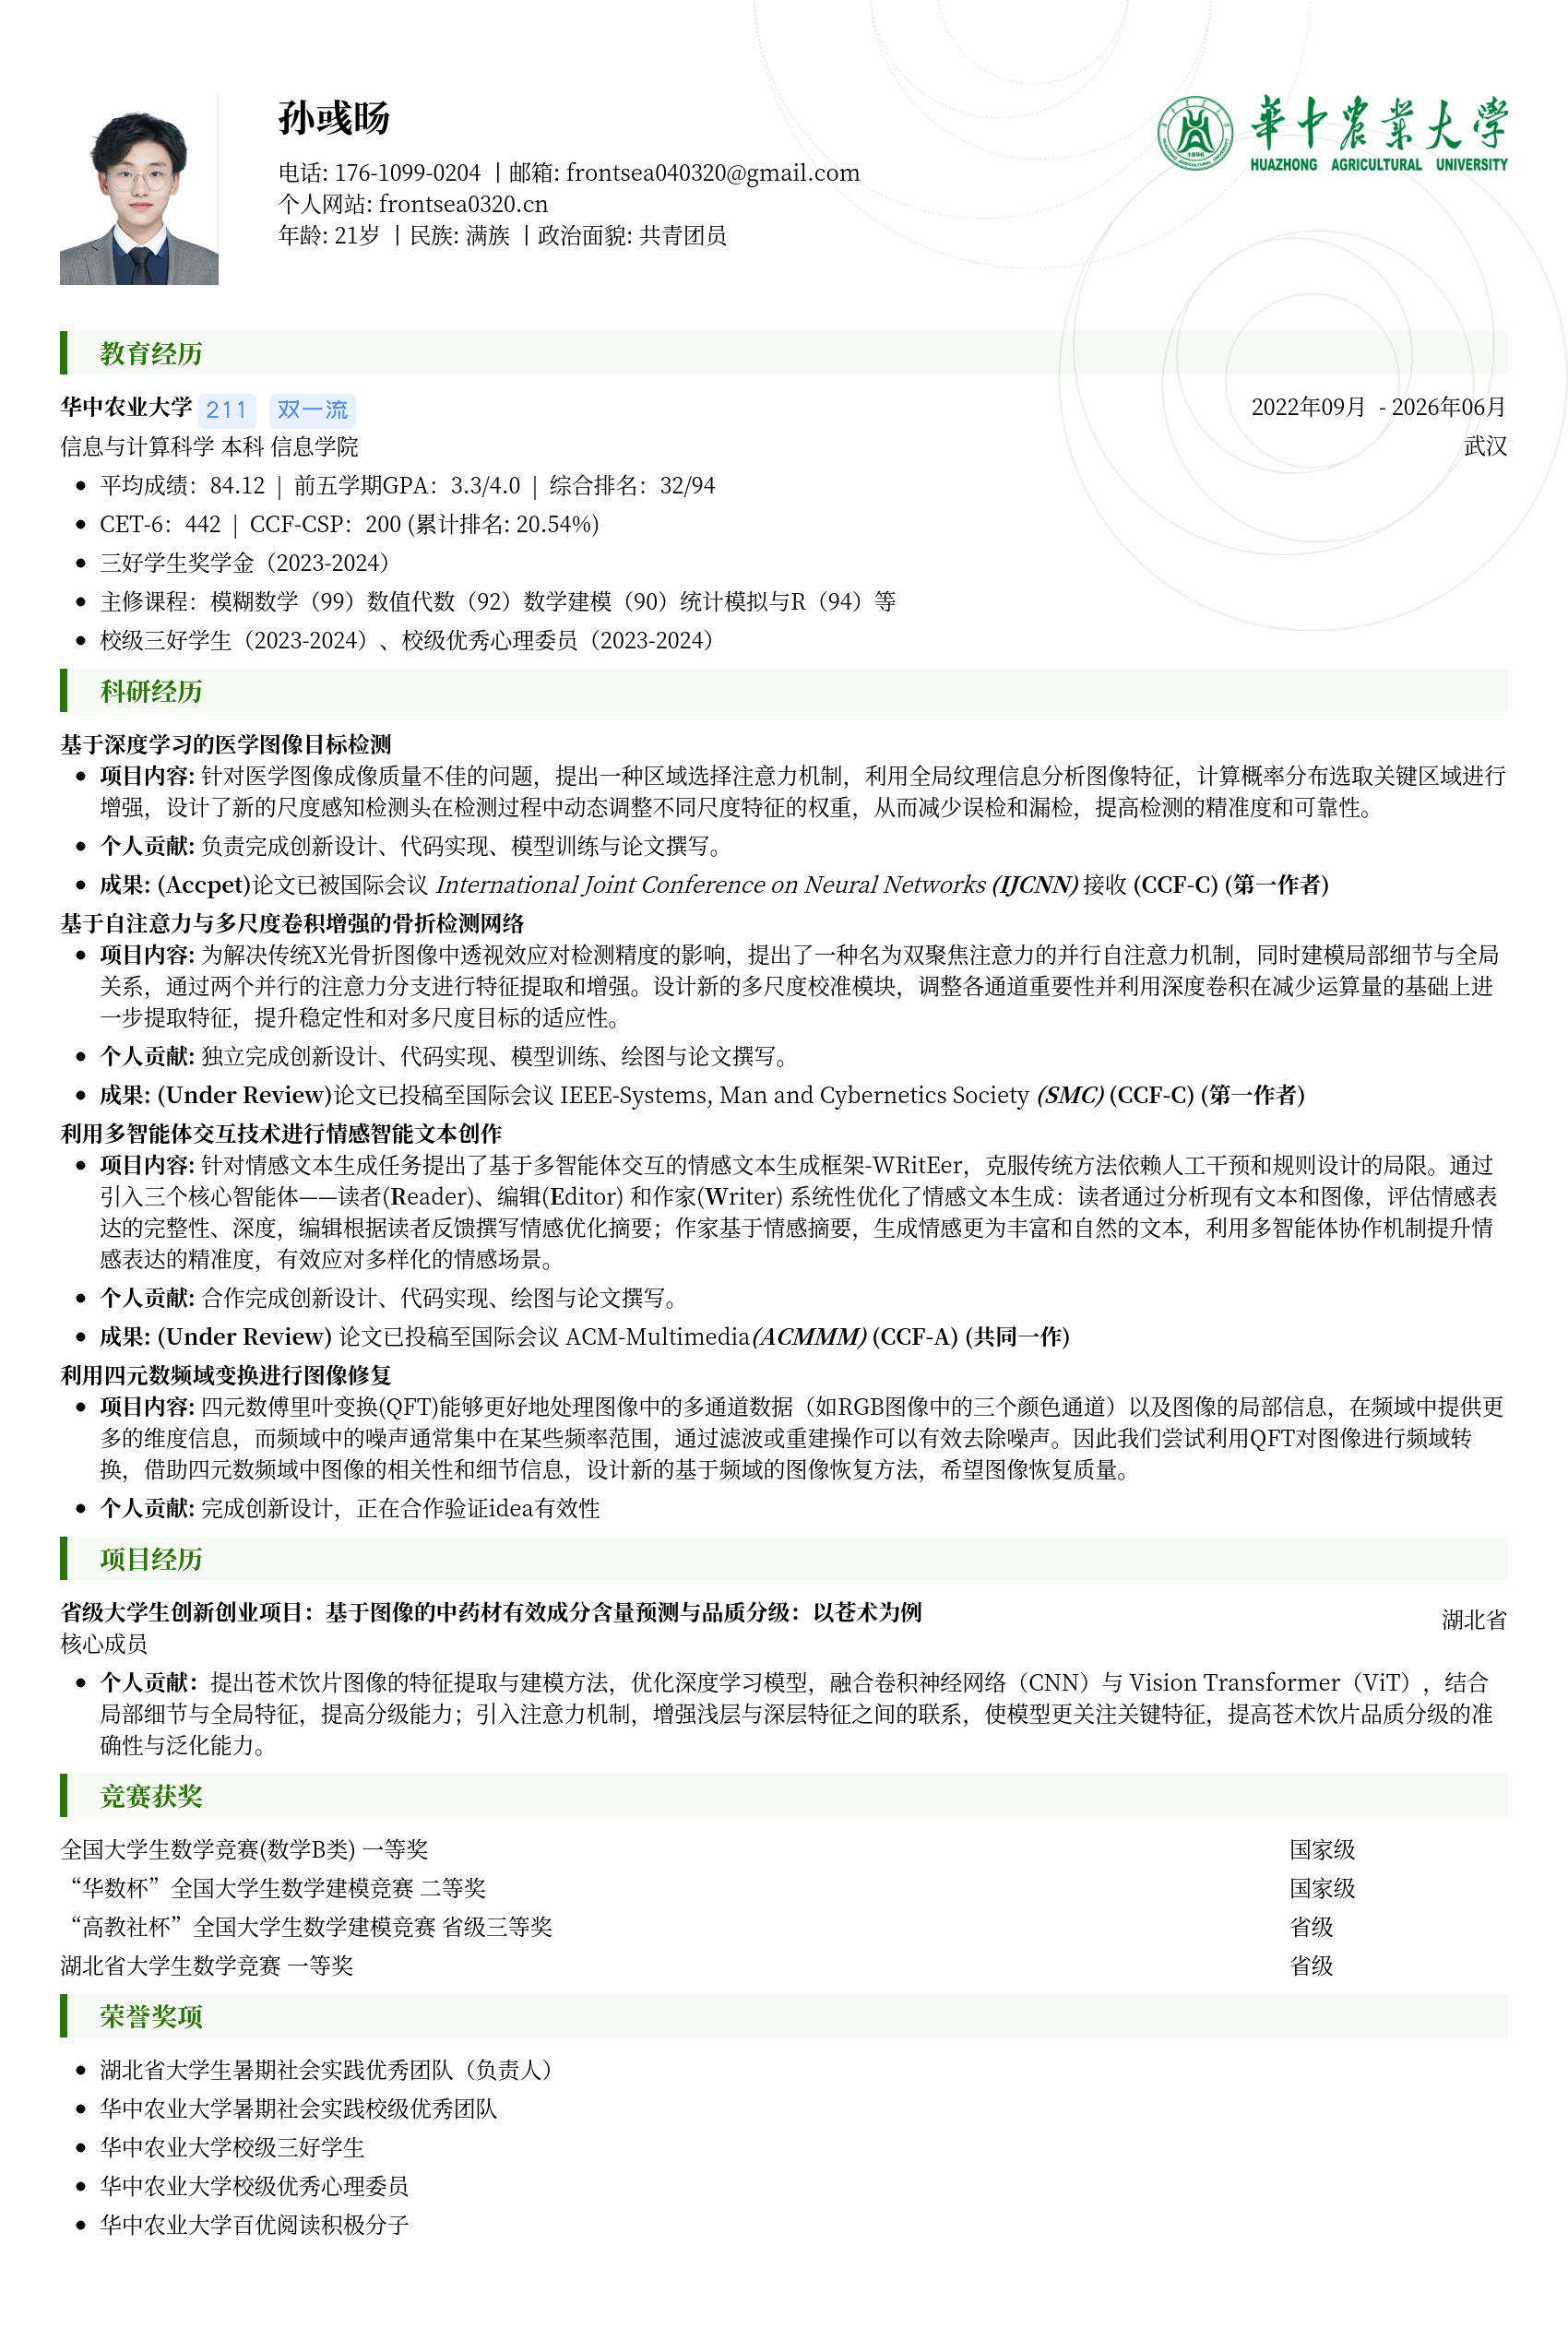 孙彧旸
華中农業大学
1898
HUAZHONG AGRICULTURAL UNIVERSITY
电话: 176-1099-0204 丨邮箱: frontsea040320@gmail.com
个人网站: frontsea0320.cn
年龄: 21岁 丨民族: 满族 丨政治面貌: 共青团员
教育经历
华中农业大学 211 双一流 2022年09月 - 2026年06月
信息与计算科学 本科 信息学院 武汉
• 平均成绩：84.12 | 前五学期GPA：3.3/4.0 | 综合排名：32/94
• CET-6：442 | CCF-CSP：200 (累计排名: 20.54%)
• 三好学生奖学金（2023-2024）
• 主修课程：模糊数学（99）数值代数（92）数学建模（90）统计模拟与R（94）等
• 校级三好学生（2023-2024）、校级优秀心理委员（2023-2024）
科研经历
基于深度学习的医学图像目标检测
• 项目内容: 针对医学图像成像质量不佳的问题，提出一种区域选择注意力机制，利用全局纹理信息分析图像特征，计算概率分布选取关键区域进行
增强，设计了新的尺度感知检测头在检测过程中动态调整不同尺度特征的权重，从而减少误检和漏检，提高检测的精准度和可靠性。
• 个人贡献: 负责完成创新设计、代码实现、模型训练与论文撰写。
• 成果: (Accpet)论文已被国际会议 International Joint Conference on Neural Networks (IJCNN) 接收 (CCF-C) (第一作者)
基于自注意力与多尺度卷积增强的骨折检测网络
• 项目内容: 为解决传统X光骨折图像中透视效应对检测精度的影响，提出了一种名为双聚焦注意力的并行自注意力机制，同时建模局部细节与全局
关系，通过两个并行的注意力分支进行特征提取和增强。设计新的多尺度校准模块，调整各通道重要性并利用深度卷积在减少运算量的基础上进
一步提取特征，提升稳定性和对多尺度目标的适应性。
• 个人贡献: 独立完成创新设计、代码实现、模型训练、绘图与论文撰写。
• 成果: (Under Review)论文已投稿至国际会议 IEEE-Systems, Man and Cybernetics Society (SMC) (CCF-C) (第一作者)
利用多智能体交互技术进行情感智能文本创作
• 项目内容: 针对情感文本生成任务提出了基于多智能体交互的情感文本生成框架-WRitEer，克服传统方法依赖人工干预和规则设计的局限。通过
引入三个核心智能体——读者(Reader)、编辑(Editor) 和作家(Writer) 系统性优化了情感文本生成：读者通过分析现有文本和图像，评估情感表
达的完整性、深度，编辑根据读者反馈撰写情感优化摘要；作家基于情感摘要，生成情感更为丰富和自然的文本，利用多智能体协作机制提升情
感表达的精准度，有效应对多样化的情感场景。
• 个人贡献: 合作完成创新设计、代码实现、绘图与论文撰写。
• 成果: (Under Review) 论文已投稿至国际会议 ACM-Multimedia(ACMMM) (CCF-A) (共同一作)
利用四元数频域变换进行图像修复
• 项目内容: 四元数傅里叶变换(QFT)能够更好地处理图像中的多通道数据（如RGB图像中的三个颜色通道）以及图像的局部信息，在频域中提供更
多的维度信息，而频域中的噪声通常集中在某些频率范围，通过滤波或重建操作可以有效去除噪声。因此我们尝试利用QFT对图像进行频域转
换，借助四元数频域中图像的相关性和细节信息，设计新的基于频域的图像恢复方法，希望图像恢复质量。
• 个人贡献: 完成创新设计，正在合作验证idea有效性
项目经历
省级大学生创新创业项目：基于图像的中药材有效成分含量预测与品质分级：以苍术为例 湖北省
核心成员
• 个人贡献：提出苍术饮片图像的特征提取与建模方法，优化深度学习模型，融合卷积神经网络（CNN）与 Vision Transformer（ViT），结合
局部细节与全局特征，提高分级能力；引入注意力机制，增强浅层与深层特征之间的联系，使模型更关注关键特征，提高苍术饮片品质分级的准
确性与泛化能力。
竞赛获奖
全国大学生数学竞赛(数学B类) 一等奖 国家级
“华数杯”全国大学生数学建模竞赛 二等奖 国家级
“高教社杯”全国大学生数学建模竞赛 省级三等奖 省级
湖北省大学生数学竞赛 一等奖 省级
荣誉奖项
• 湖北省大学生暑期社会实践优秀团队（负责人）
• 华中农业大学暑期社会实践校级优秀团队
• 华中农业大学校级三好学生
• 华中农业大学校级优秀心理委员
• 华中农业大学百优阅读积极分子